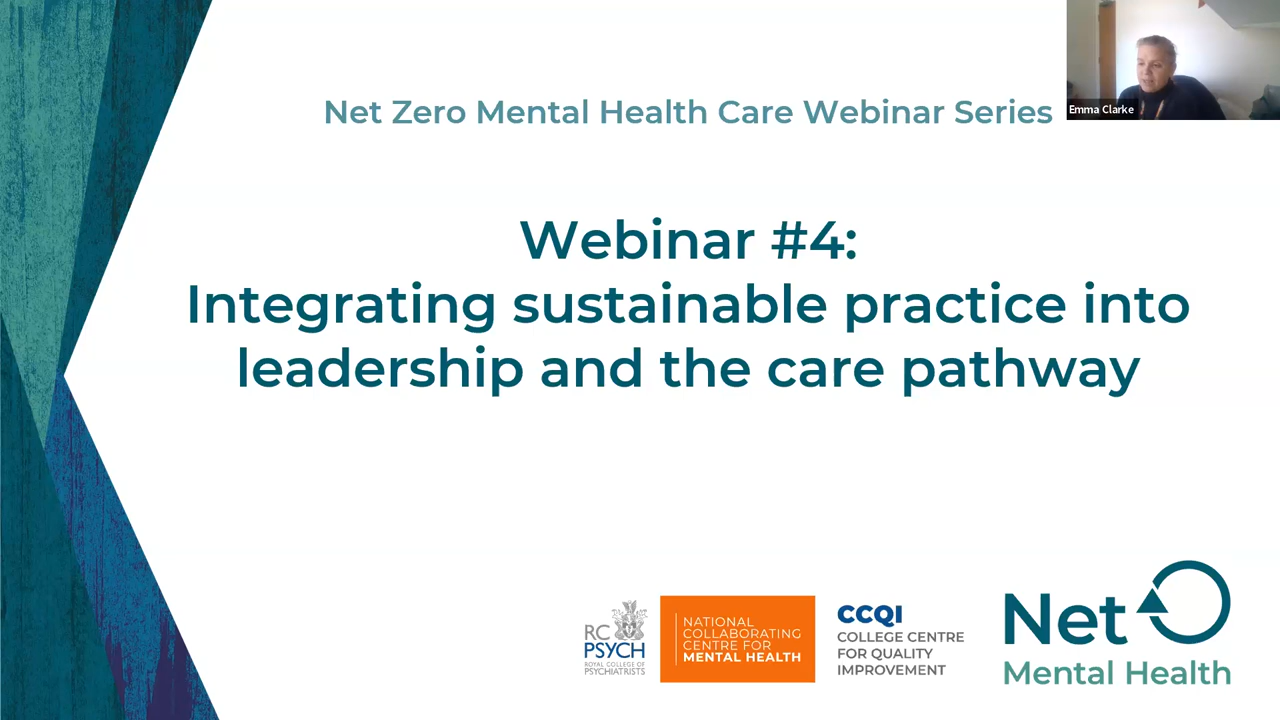 Net Zero Mental Health Care Webinar Series
Emma Clarke
Webinar #4:
Integrating sustainable practice into
leadership and the care pathway
RC
PSYCH
ROYAL COLLEGE OF
PSYCHIATRISTS
NATIONAL
COLLABORATING
CENTRE FOR
MENTAL HEALTH
CCQI
COLLEGE CENTRE
FOR QUALITY
IMPROVEMENT
Net
Mental Health